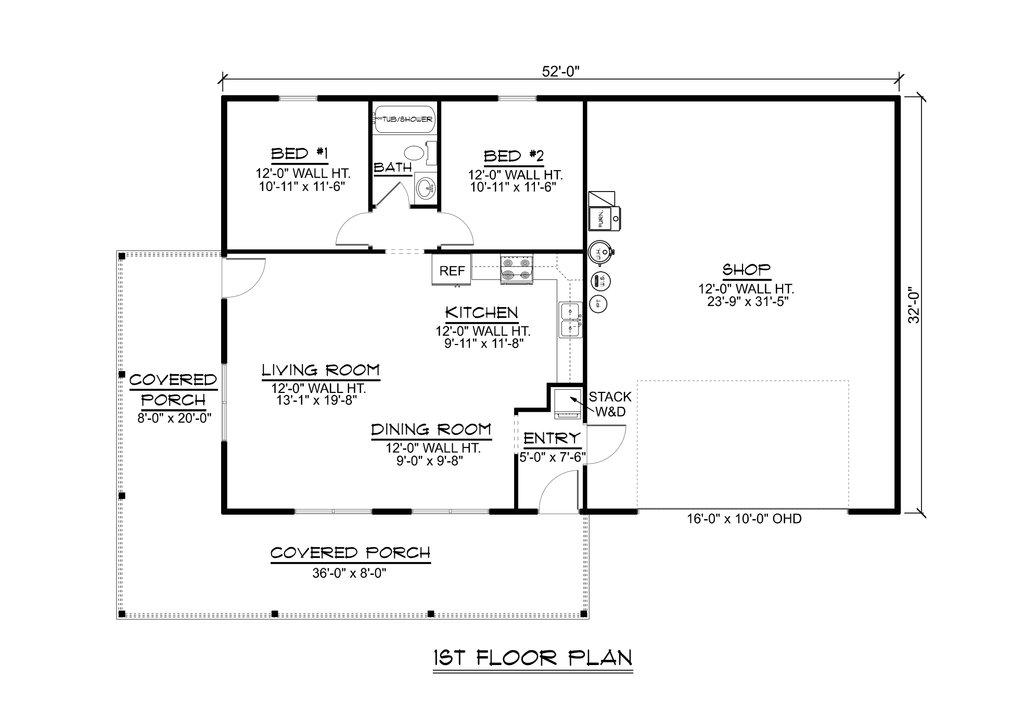 52'-0"
TUB/SHOWER
BED #1
12'-0" WALL HT.
10'-11" x 11'-6"
BATH
BED #2
12'-0" WALL HT.
10'-11" x 11'-6"
FURN.
REF
SHOP
12'-0" WALL HT.
23'-9" x 31'-5"
32'-0"
KITCHEN
12'-0" WALL HT.
9'-11" x 11'-8"
LIVING ROOM
12'-0" WALL HT.
13'-1" x 19'-8"
COVERED
PORCH
8'-0" x 20'-0"
STACK
W&D
DINING ROOM
12'-0" WALL HT.
9'-0" x 9'-8"
ENTRY
5'-0" x 7'-6"
16'-0" x 10'-0" OHD
COVERED PORCH
36'-0" x 8'-0"
1ST FLOOR PLAN